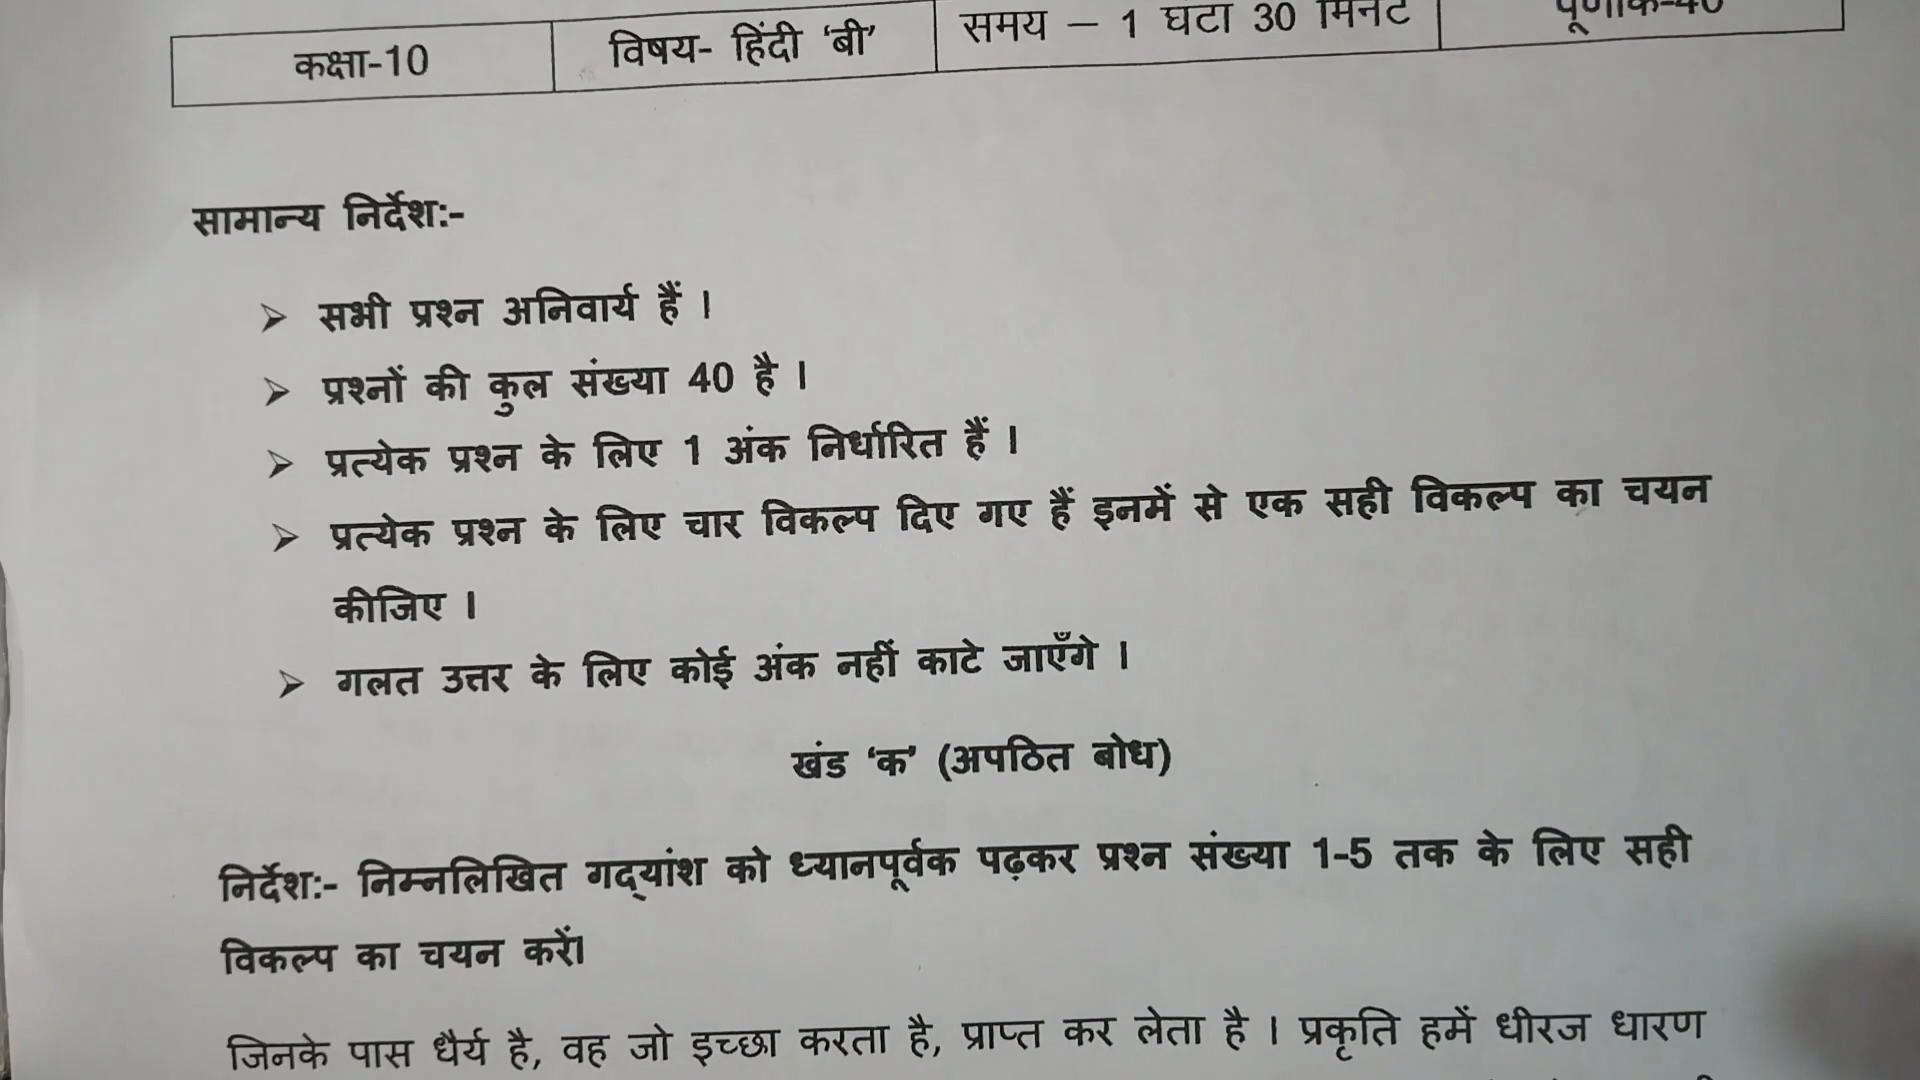 कक्षा-10 विषय- हिंदी ‘बी’ समय – 1 घंटा 30 मिनट पूर्णांक-40
सामान्य निर्देश:-
➢ सभी प्रश्न अनिवार्य हैं ।
➢ प्रश्नों की कुल संख्या 40 है ।
➢ प्रत्येक प्रश्न के लिए 1 अंक निर्धारित हैं ।
➢ प्रत्येक प्रश्न के लिए चार विकल्प दिए गए हैं इनमें से एक सही विकल्प का चयन
कीजिए ।
➢ गलत उत्तर के लिए कोई अंक नहीं काटे जाएँगे ।
खंड ‘क’ (अपठित बोध)
निर्देश:- निम्नलिखित गद्‌यांश को ध्यानपूर्वक पढ़कर प्रश्न संख्या 1-5 तक के लिए सही
विकल्प का चयन करें।
जिनके पास धैर्य है, वह जो इच्छा करता है, प्राप्त कर लेता है । प्रकृति हमें धीरज धारण